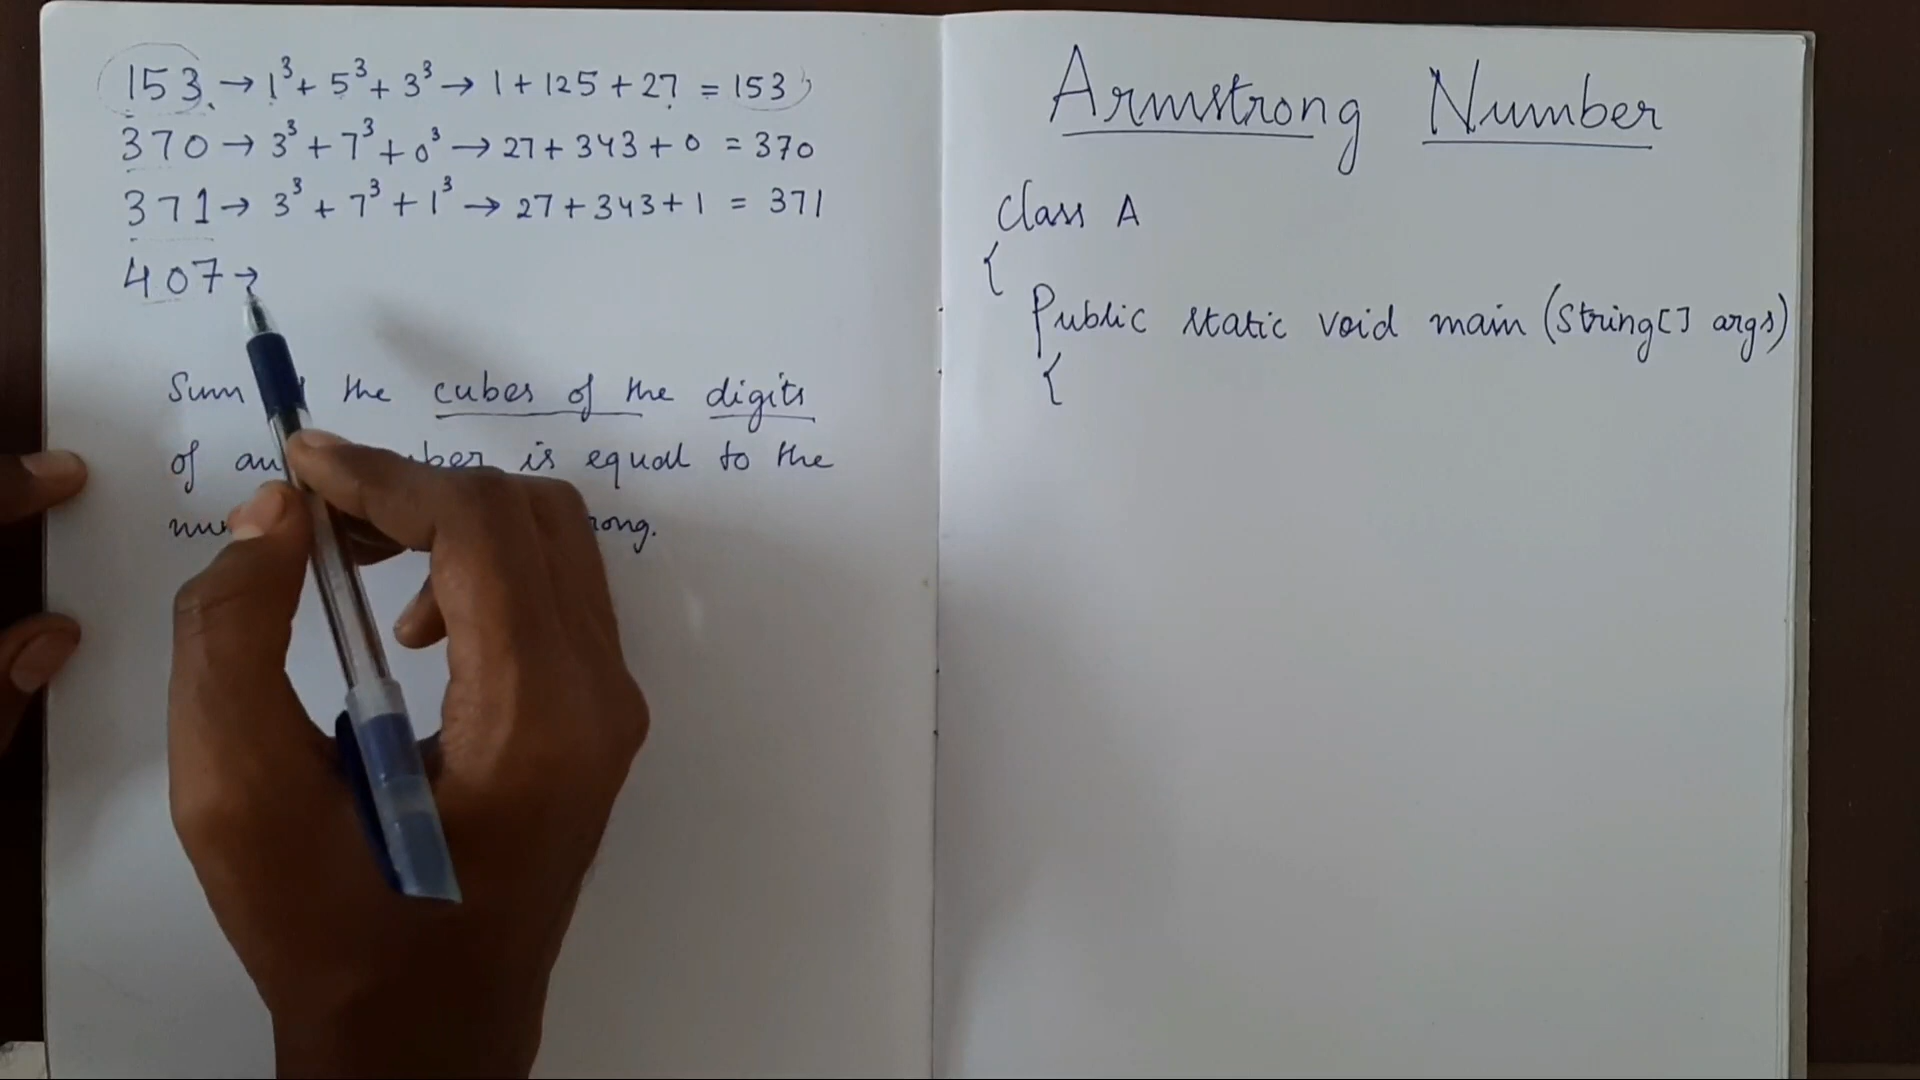 153 → 1³ + 5³ + 3³ → 1 + 125 + 27 = 153
370 → 3³ + 7³ + 0³ → 27 + 343 + 0 = 370
371 → 3³ + 7³ + 1³ → 27 + 343 + 1 = 371
407 →
Sum the cubes of the digits
of is equal to the
Armstrong Number
class A
{
Public static void main (String[] args)
{